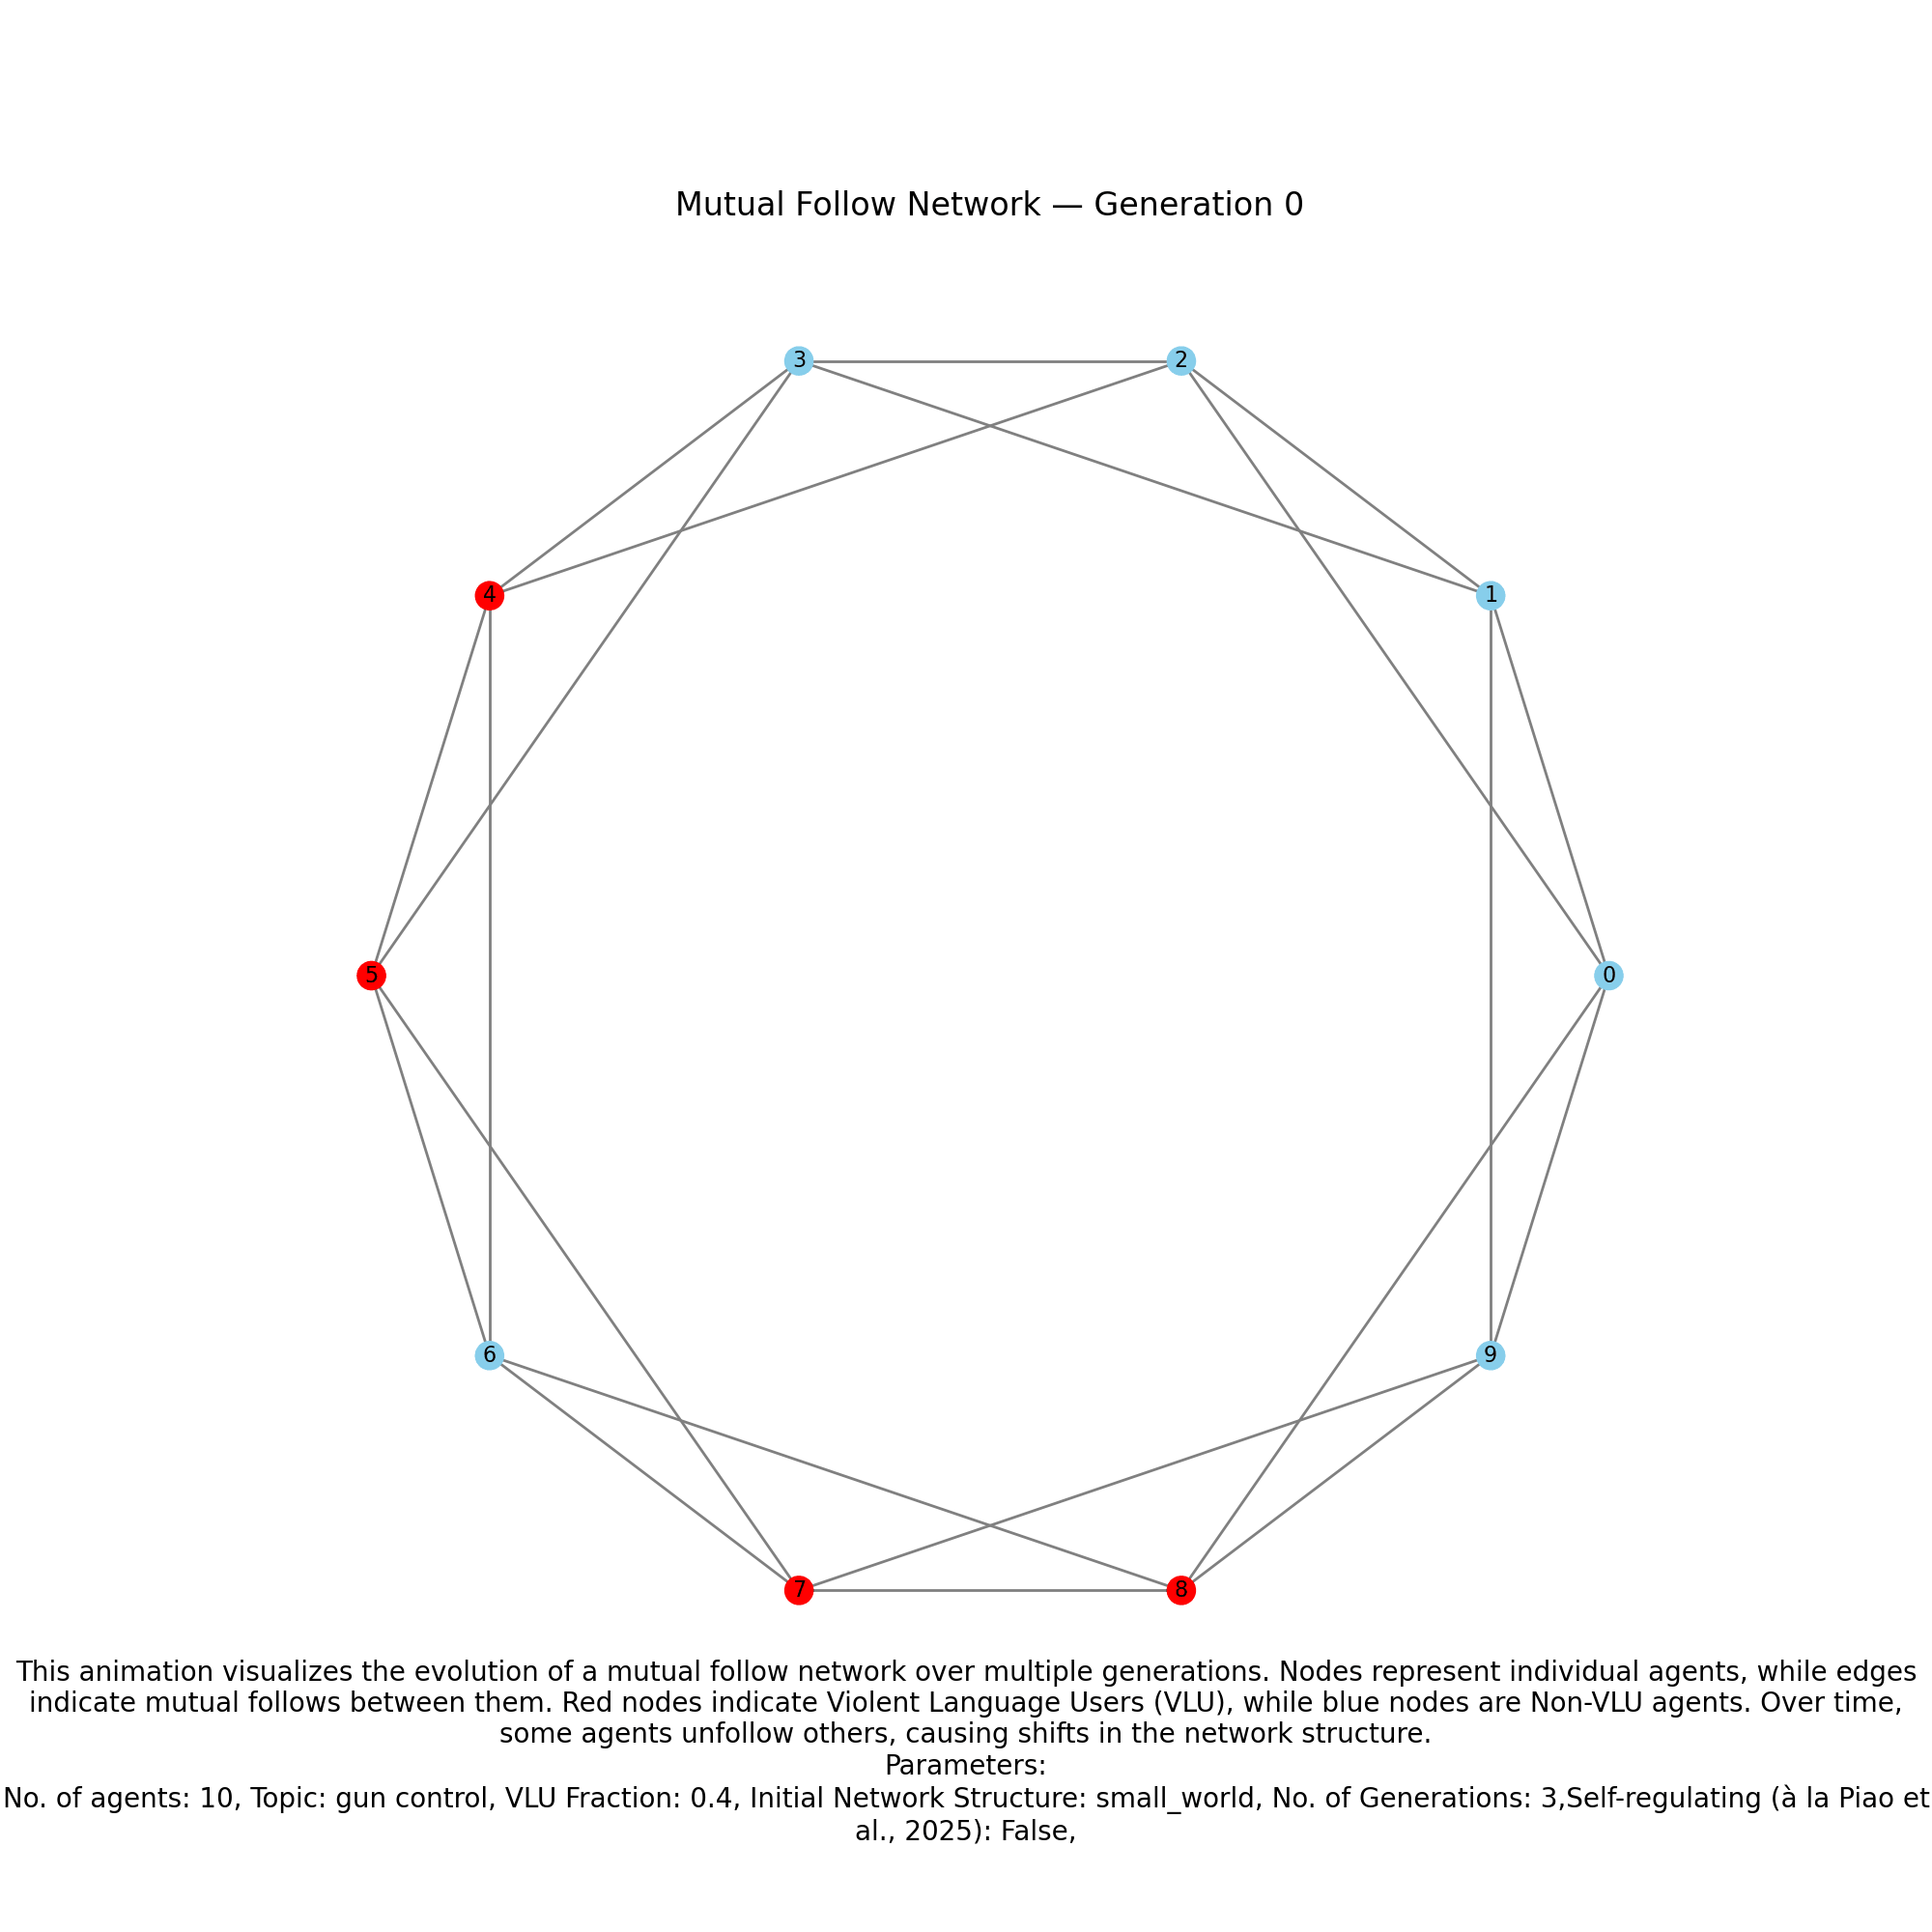 Mutual Follow Network — Generation 0
3
2
4
1
5
0
6
9
7
8
This animation visualizes the evolution of a mutual follow network over multiple generations. Nodes represent individual agents, while edges
indicate mutual follows between them. Red nodes indicate Violent Language Users (VLU), while blue nodes are Non-VLU agents. Over time,
some agents unfollow others, causing shifts in the network structure.
Parameters:
No. of agents: 10, Topic: gun control, VLU Fraction: 0.4, Initial Network Structure: small_world, No. of Generations: 3,Self-regulating (à la Piao et
al., 2025): False,